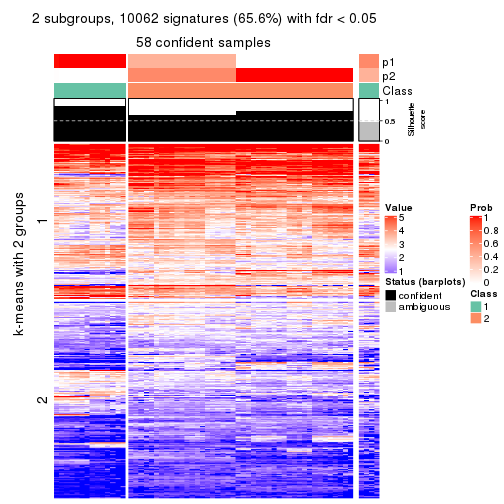 2 subgroups, 10062 signatures (65.6%) with fdr < 0.05
58 confident samples
p1
p2
Class
1
0.5
0
Silhouette
score
k-means with 2 groups
1
2
Value
5
4
3
2
1
Status (barplots)
confident
ambiguous
Prob
1
0.8
0.6
0.4
0.2
0
Class
1
2